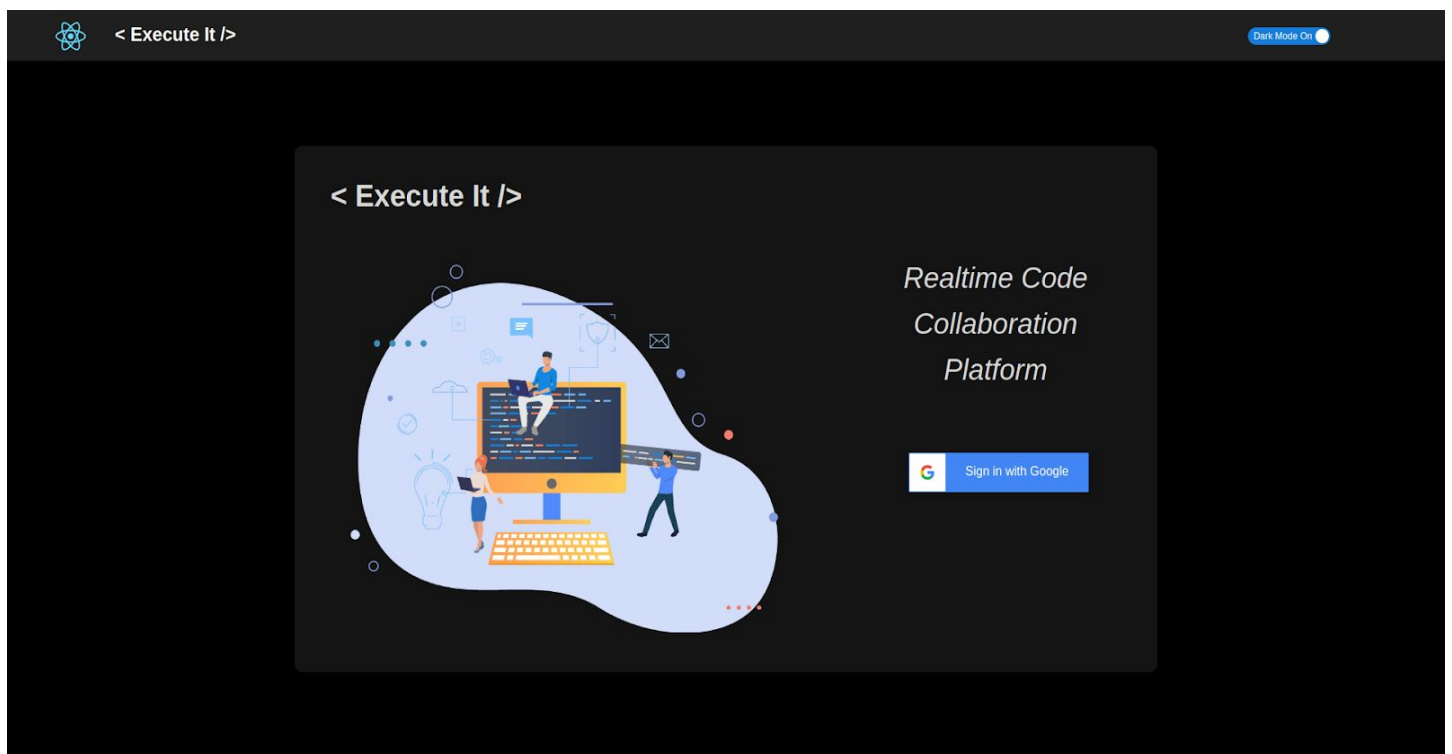 < Execute It />
Dark Mode On
< Execute It />
Realtime Code
Collaboration
Platform
Sign in with Google